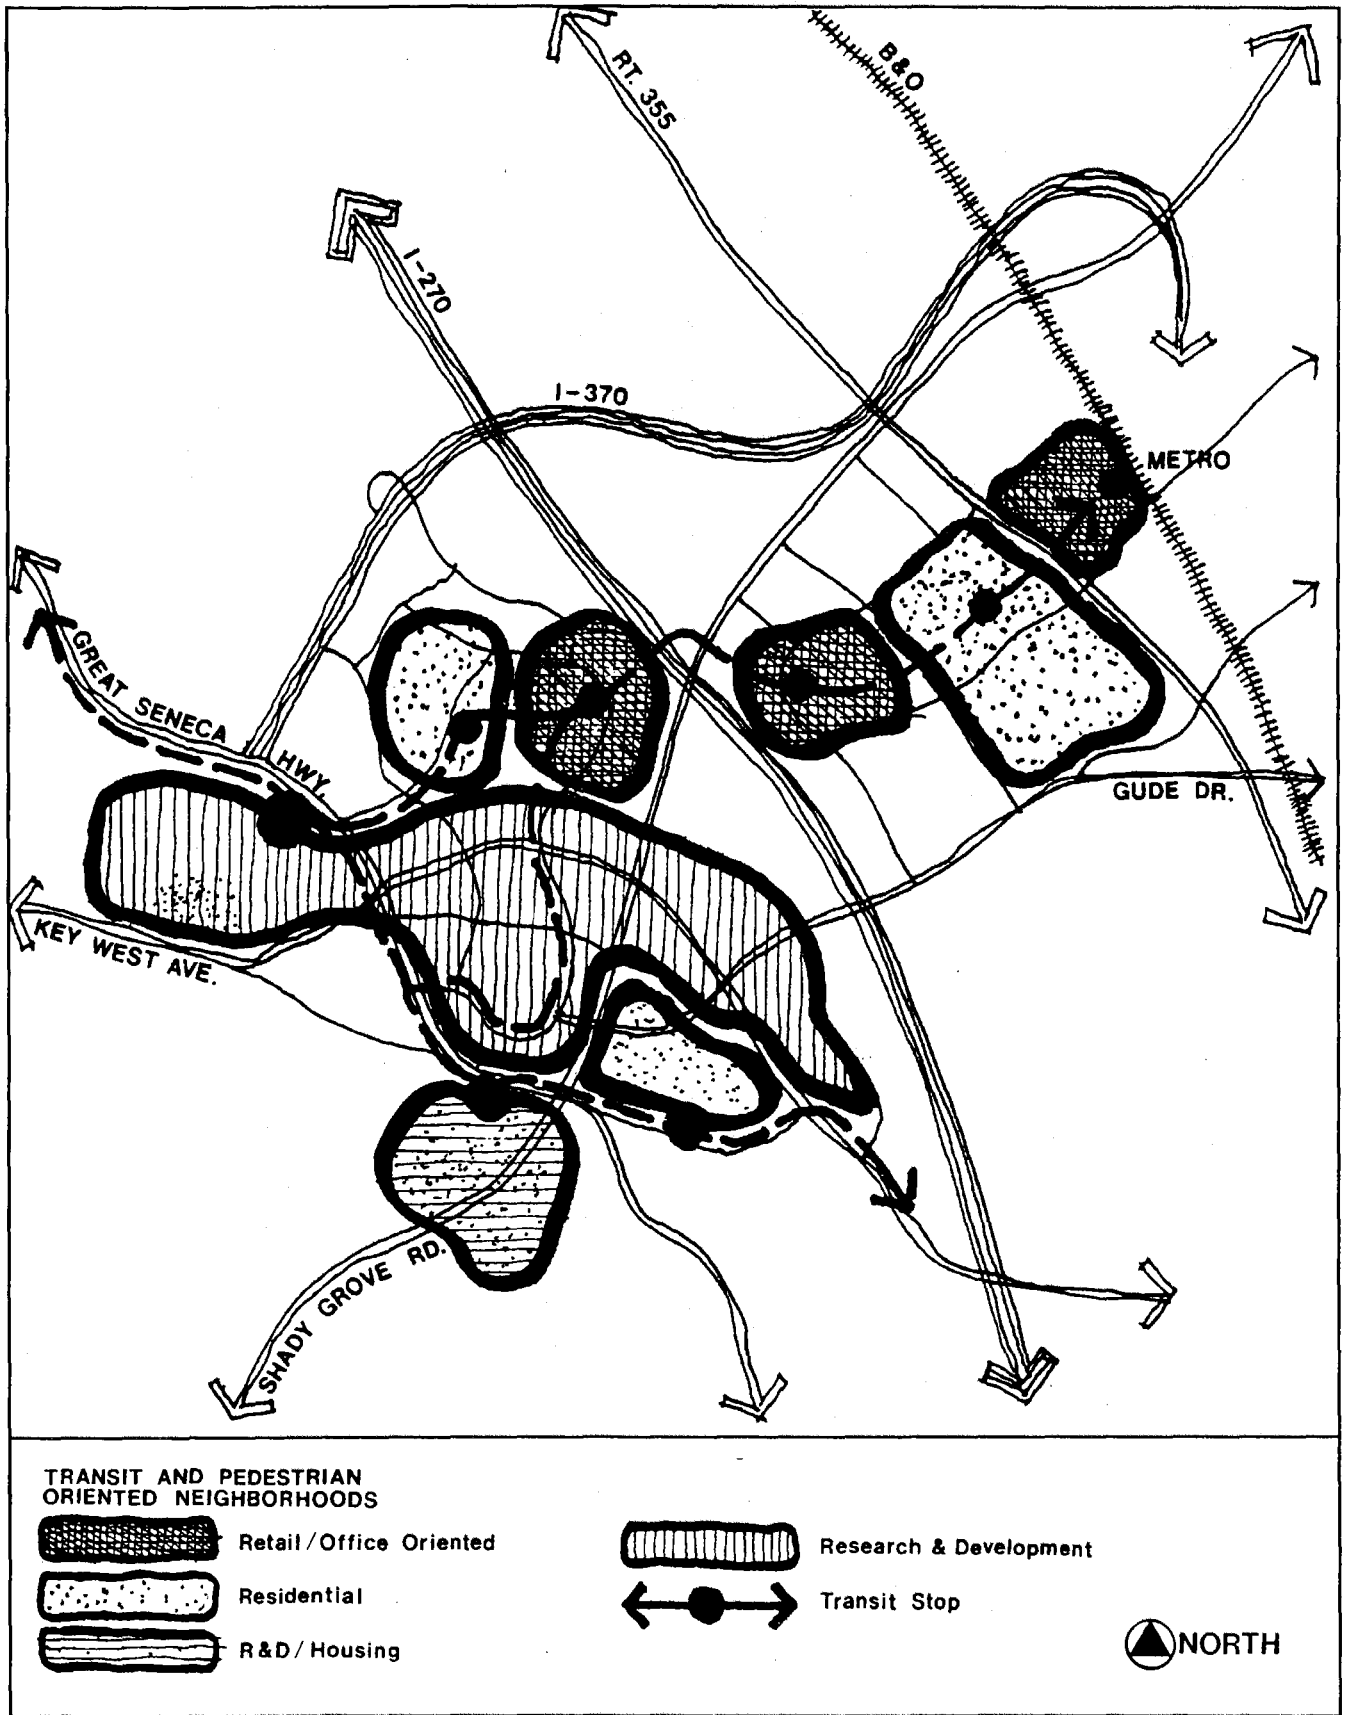 B&O
RT. 355
I-270
I-370
METRO
GREAT SENECA HWY.
GUDE DR.
KEY WEST AVE.
SHADY GROVE RD.
TRANSIT AND PEDESTRIAN
ORIENTED NEIGHBORHOODS
Retail/Office Oriented
Residential
R&D/Housing
Research & Development
Transit Stop
NORTH